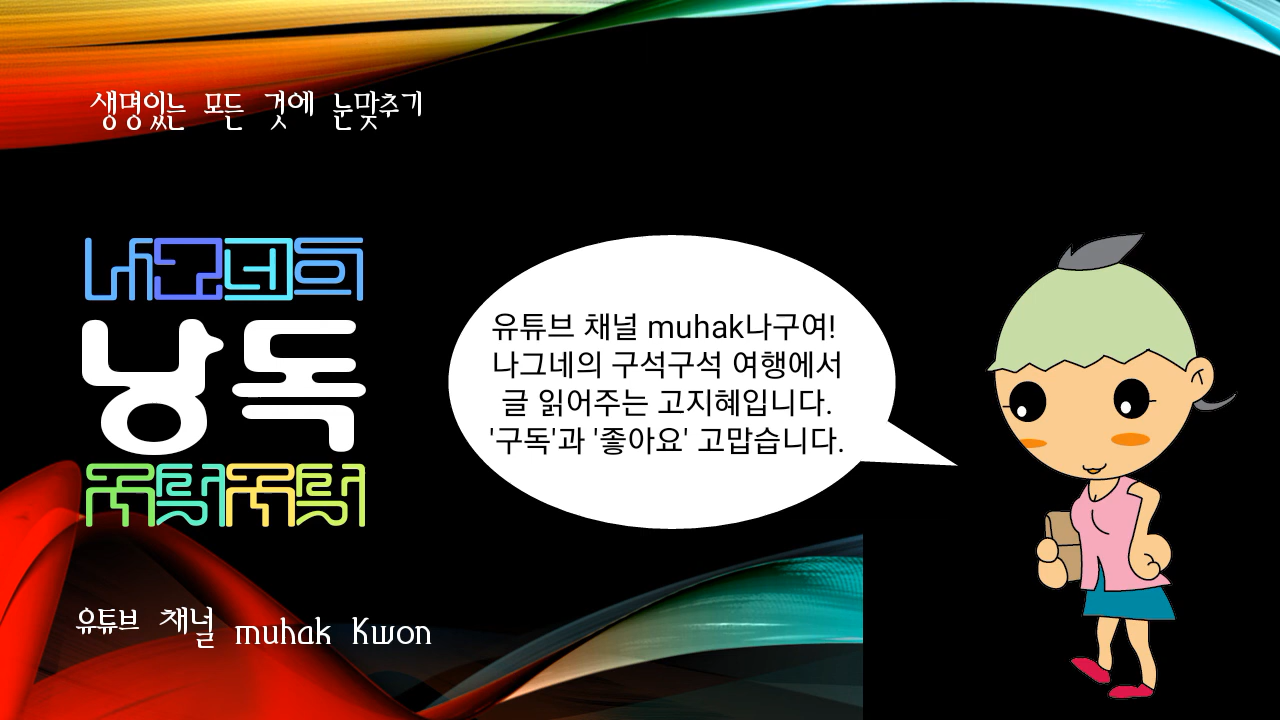 생명있는 모든 것에 눈맞추기
나그네의
낭독
구석구석
유튜브 채널 muhak나구여!
나그네의 구석구석 여행에서
글 읽어주는 고지혜입니다.
'구독'과 '좋아요' 고맙습니다.
유튜브 채널 muhak Kwon